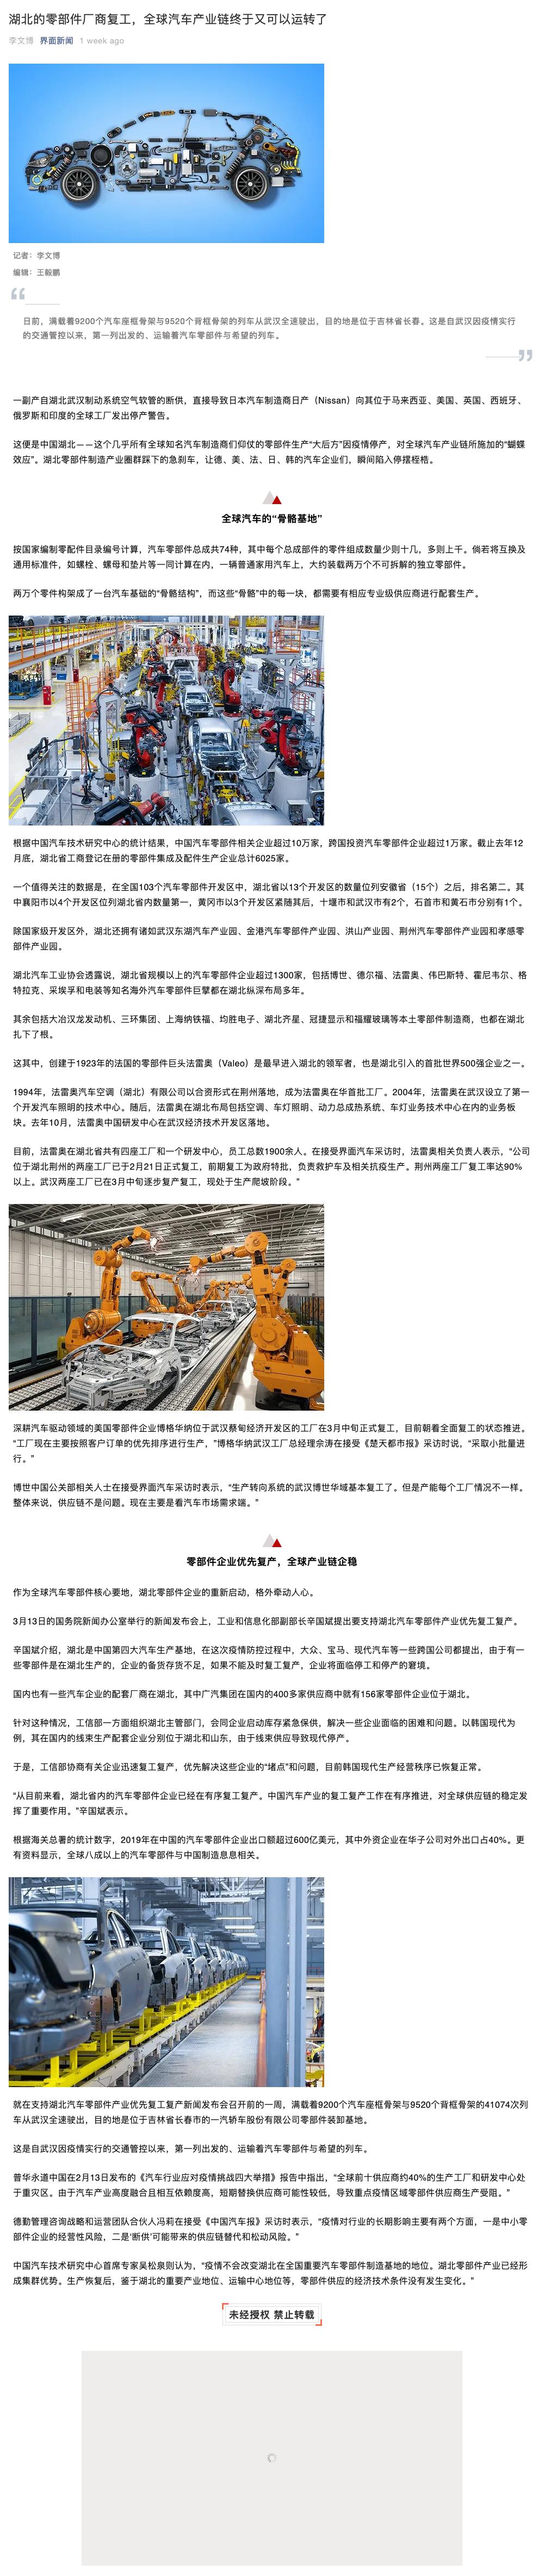 湖北的零部件厂商复工，全球汽车产业链终于又可以运转了
李文博 界面新闻 1 week ago
记者：李文博
编辑：王毅鹏
“
日前，满载着9200个汽车座框骨架与9520个背框骨架的列车从武汉全速驶出，目的地是位于吉林省长春。这是自武汉因疫情实行
的交通管控以来，第一列出发的、运输着汽车零部件与希望的列车。
”
一副产自湖北武汉制动系统空气软管的断供，直接导致日本汽车制造商日产（Nissan）向其位于马来西亚、美国、英国、西班牙、
俄罗斯和印度的全球工厂发出停产警告。
这便是中国湖北——这个几乎所有全球知名汽车制造商们仰仗的零部件生产“大后方”因疫情停产，对全球汽车产业链所施加的“蝴蝶
效应”。湖北零部件制造产业圈群踩下的急刹车，让德、美、法、日、韩的汽车企业们，瞬间陷入停摆桎梏。
全球汽车的“骨骼基地”
按国家编制零配件目录编号计算，汽车零部件总成共74种，其中每个总成部件的零件组成数量少则十几，多则上千。倘若将互换及
通用标准件，如螺栓、螺母和垫片等一同计算在内，一辆普通家用汽车上，大约装载两万个不可拆解的独立零部件。
两万个零件构架成了一台汽车基础的“骨骼结构”，而这些“骨骼”中的每一块，都需要有相应专业级供应商进行配套生产。
根据中国汽车技术研究中心的统计结果，中国汽车零部件相关企业超过10万家，跨国投资汽车零部件企业超过1万家。截止去年12
月底，湖北省工商登记在册的零部件集成及配件生产企业总计6025家。
一个值得关注的数据是，在全国103个汽车零部件开发区中，湖北省以13个开发区的数量位列安徽省（15个）之后，排名第二。其
中襄阳市以4个开发区位列湖北省内数量第一，黄冈市以3个开发区紧随其后，十堰市和武汉市有2个，石首市和黄石市分别有1个。
除国家级开发区外，湖北还拥有诸如武汉东湖汽车产业园、金港汽车零部件产业园、洪山产业园、荆州汽车零部件产业园和孝感零
部件产业园。
湖北汽车工业协会透露说，湖北省规模以上的汽车零部件企业超过1300家，包括博世、德尔福、法雷奥、伟巴斯特、霍尼韦尔、格
特拉克、采埃孚和电装等知名海外汽车零部件巨擘都在湖北纵深布局多年。
其余包括大冶汉龙发动机、三环集团、上海纳铁福、均胜电子、湖北齐星、冠捷显示和福耀玻璃等本土零部件制造商，也都在湖北
扎下了根。
这其中，创建于1923年的法国的零部件巨头法雷奥（Valeo）是最早进入湖北的领军者，也是湖北引入的首批世界500强企业之一。
1994年，法雷奥汽车空调（湖北）有限公司以合资形式在荆州落地，成为法雷奥在华首批工厂。2004年，法雷奥在武汉设立了第一
个开发汽车照明的技术中心。随后，法雷奥在湖北布局包括空调、车灯照明、动力总成热系统、车灯业务技术中心在内的业务板
块。去年10月，法雷奥中国研发中心在武汉经济技术开发区落地。
目前，法雷奥在湖北省共有四座工厂和一个研发中心，员工总数1900余人。在接受界面汽车采访时，法雷奥相关负责人表示，“公司
位于湖北荆州的两座工厂已于2月21日正式复工，前期复工为政府特批，负责救护车及相关抗疫生产。荆州两座工厂复工率达90%
以上。武汉两座工厂已在3月中旬逐步复产复工，现处于生产爬坡阶段。”
深耕汽车驱动领域的美国零部件企业博格华纳位于武汉蔡甸经济开发区的工厂在3月中旬正式复工，目前朝着全面复工的状态推进。
“工厂现在主要按照客户订单的优先排序进行生产，”博格华纳武汉工厂总经理佘涛在接受《楚天都市报》采访时说，“采取小批量进
行。”
博世中国公关部相关人士在接受界面汽车采访时表示，“生产转向系统的武汉博世华域基本复工了。但是产能每个工厂情况不一样。
整体来说，供应链不是问题。现在主要是看汽车市场需求端。”
零部件企业优先复产，全球产业链企稳
作为全球汽车零部件核心要地，湖北零部件企业的重新启动，格外牵动人心。
3月13日的国务院新闻办公室举行的新闻发布会上，工业和信息化部副部长辛国斌提出要支持湖北汽车零部件产业优先复工复产。
辛国斌介绍，湖北是中国第四大汽车生产基地，在这次疫情防控过程中，大众、宝马、现代汽车等一些跨国公司都提出，由于有一
些零部件是在湖北生产的，企业的备货存货不足，如果不能及时复工复产，企业将面临停工和停产的窘境。
国内也有一些汽车企业的配套厂商在湖北，其中广汽集团在国内的400多家供应商中就有156家零部件企业位于湖北。
针对这种情况，工信部一方面组织湖北主管部门，会同企业启动库存紧急保供，解决一些企业面临的困难和问题。以韩国现代为
例，其在国内的线束生产配套企业分别位于湖北和山东，由于线束供应导致现代停产。
于是，工信部协商有关企业迅速复工复产，优先解决这些企业的“堵点”和问题，目前韩国现代生产经营秩序已恢复正常。
“从目前来看，湖北省内的汽车零部件企业已经在有序复工复产。中国汽车产业的复工复产工作在有序推进，对全球供应链的稳定发
挥了重要作用。”辛国斌表示。
根据海关总署的统计数字，2019年在中国的汽车零部件企业出口额超过600亿美元，其中外资企业在华子公司对外出口占40%。更
有资料显示，全球八成以上的汽车零部件与中国制造息息相关。
就在支持湖北汽车零部件产业优先复工复产新闻发布会召开前的一周，满载着9200个汽车座框骨架与9520个背框骨架的41074次列
车从武汉全速驶出，目的地是位于吉林省长春市的一汽轿车股份有限公司零部件装卸基地。
这是自武汉因疫情实行的交通管控以来，第一列出发的、运输着汽车零部件与希望的列车。
普华永道中国在2月13日发布的《汽车行业应对疫情挑战四大举措》报告中指出，“全球前十供应商约40%的生产工厂和研发中心处
于重灾区。由于汽车产业高度融合且相互依赖度高，短期替换供应商可能性较低，导致重点疫情区域零部件供应商生产受阻。”
德勤管理咨询战略和运营团队合伙人冯莉在接受《中国汽车报》采访时表示，“疫情对行业的长期影响主要有两个方面，一是中小零
部件企业的经营性风险，二是‘断供’可能带来的供应链替代和松动风险。”
中国汽车技术研究中心首席专家吴松泉则认为，“疫情不会改变湖北在全国重要汽车零部件制造基地的地位。湖北零部件产业已经形
成集群优势。生产恢复后，鉴于湖北的重要产业地位、运输中心地位等，零部件供应的经济技术条件没有发生变化。”
未经授权 禁止转载